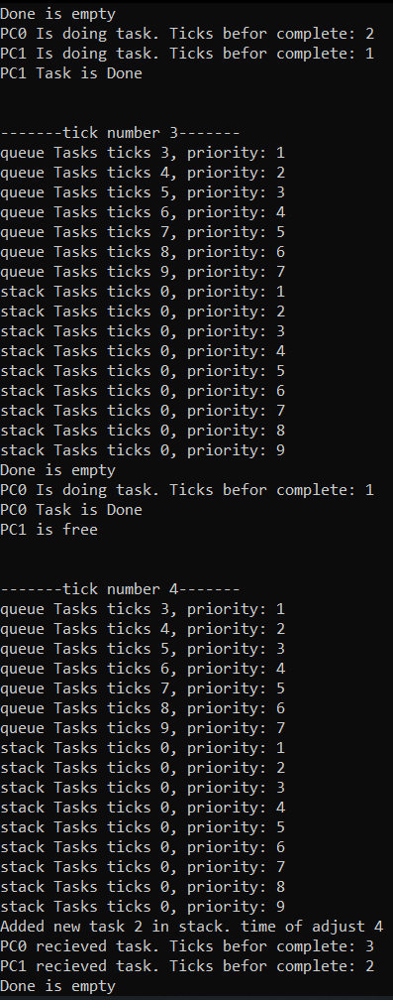 Done is empty
PC0 Is doing task. Ticks befor complete: 2
PC1 Is doing task. Ticks befor complete: 1
PC1 Task is Done
-------tick number 3-------
queue Tasks ticks 3, priority: 1
queue Tasks ticks 4, priority: 2
queue Tasks ticks 5, priority: 3
queue Tasks ticks 6, priority: 4
queue Tasks ticks 7, priority: 5
queue Tasks ticks 8, priority: 6
queue Tasks ticks 9, priority: 7
stack Tasks ticks 0, priority: 1
stack Tasks ticks 0, priority: 2
stack Tasks ticks 0, priority: 3
stack Tasks ticks 0, priority: 4
stack Tasks ticks 0, priority: 5
stack Tasks ticks 0, priority: 6
stack Tasks ticks 0, priority: 7
stack Tasks ticks 0, priority: 8
stack Tasks ticks 0, priority: 9
Done is empty
PC0 Is doing task. Ticks befor complete: 1
PC0 Task is Done
PC1 is free
-------tick number 4-------
queue Tasks ticks 3, priority: 1
queue Tasks ticks 4, priority: 2
queue Tasks ticks 5, priority: 3
queue Tasks ticks 6, priority: 4
queue Tasks ticks 7, priority: 5
queue Tasks ticks 8, priority: 6
queue Tasks ticks 9, priority: 7
stack Tasks ticks 0, priority: 1
stack Tasks ticks 0, priority: 2
stack Tasks ticks 0, priority: 3
stack Tasks ticks 0, priority: 4
stack Tasks ticks 0, priority: 5
stack Tasks ticks 0, priority: 6
stack Tasks ticks 0, priority: 7
stack Tasks ticks 0, priority: 8
stack Tasks ticks 0, priority: 9
Added new task 2 in stack. time of adjust 4
PC0 recieved task. Ticks befor complete: 3
PC1 recieved task. Ticks befor complete: 2
Done is empty